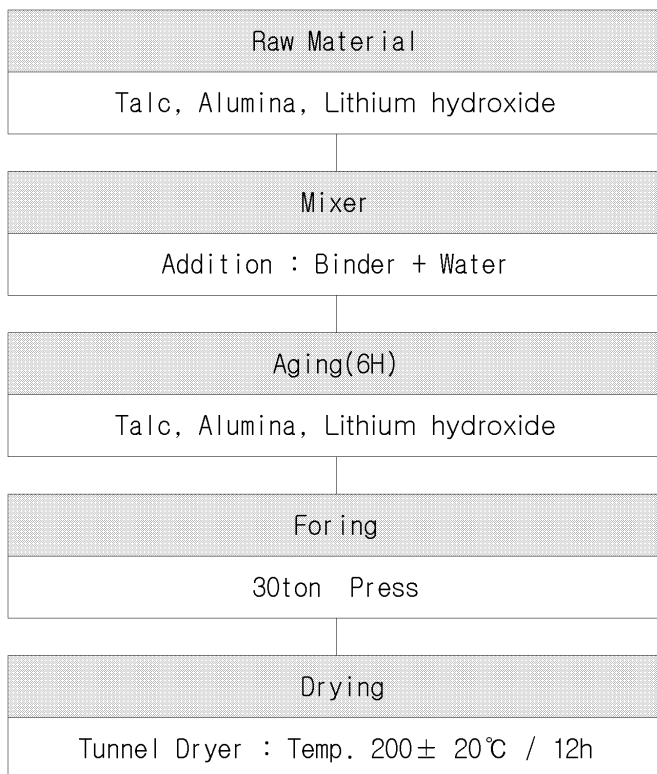 Raw Material
Talc, Alumina, Lithium hydroxide
Mixer
Addition : Binder + Water
Aging(6H)
Talc, Alumina, Lithium hydroxide
Foring
30ton Press
Drying
Tunnel Dryer : Temp. 200± 20℃ / 12h